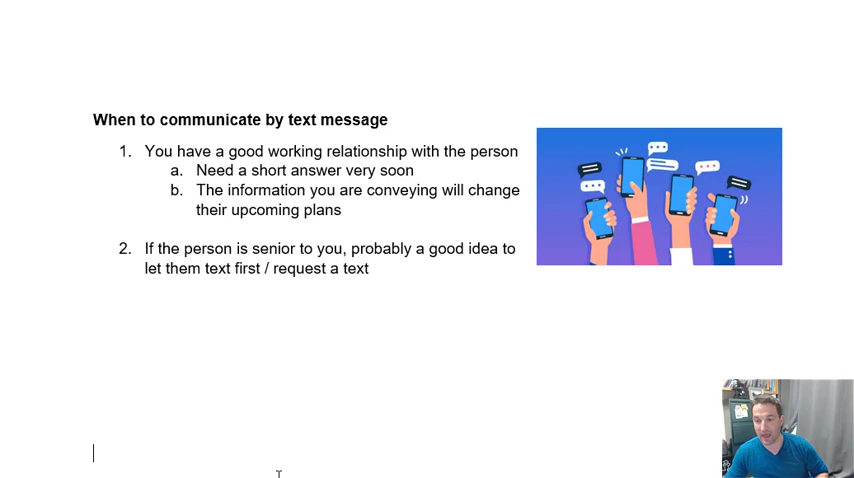 When to communicate by text message
1. You have a good working relationship with the person
a. Need a short answer very soon
b. The information you are conveying will change
their upcoming plans
2. If the person is senior to you, probably a good idea to
let them text first / request a text